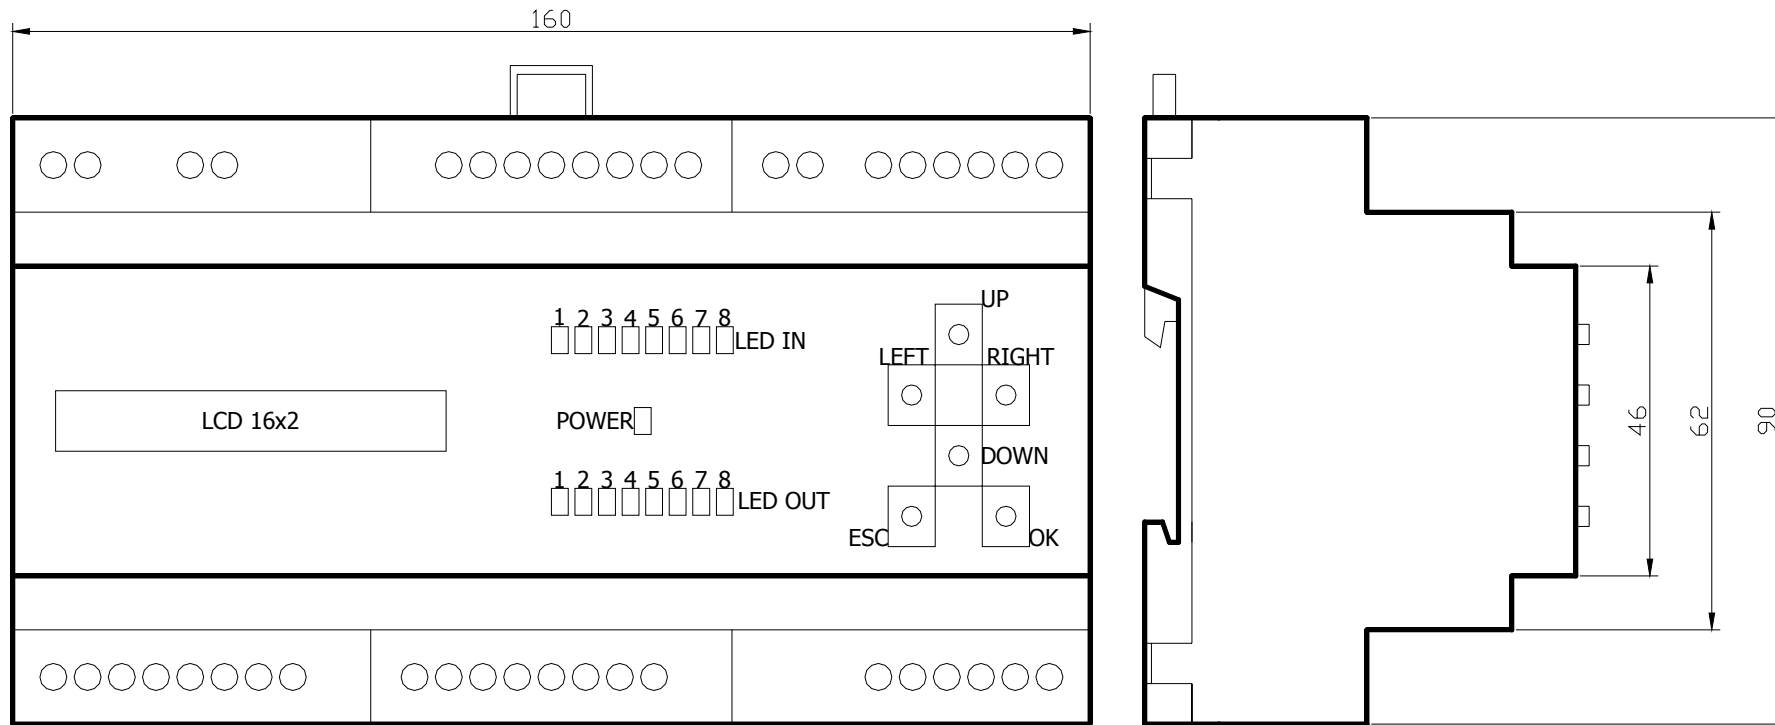 160
UP
1 2 3 4 5 6 7 8
LED IN
LEFT RIGHT
LCD 16x2
POWER
46
62
90
DOWN
1 2 3 4 5 6 7 8
LED OUT
ESC OK